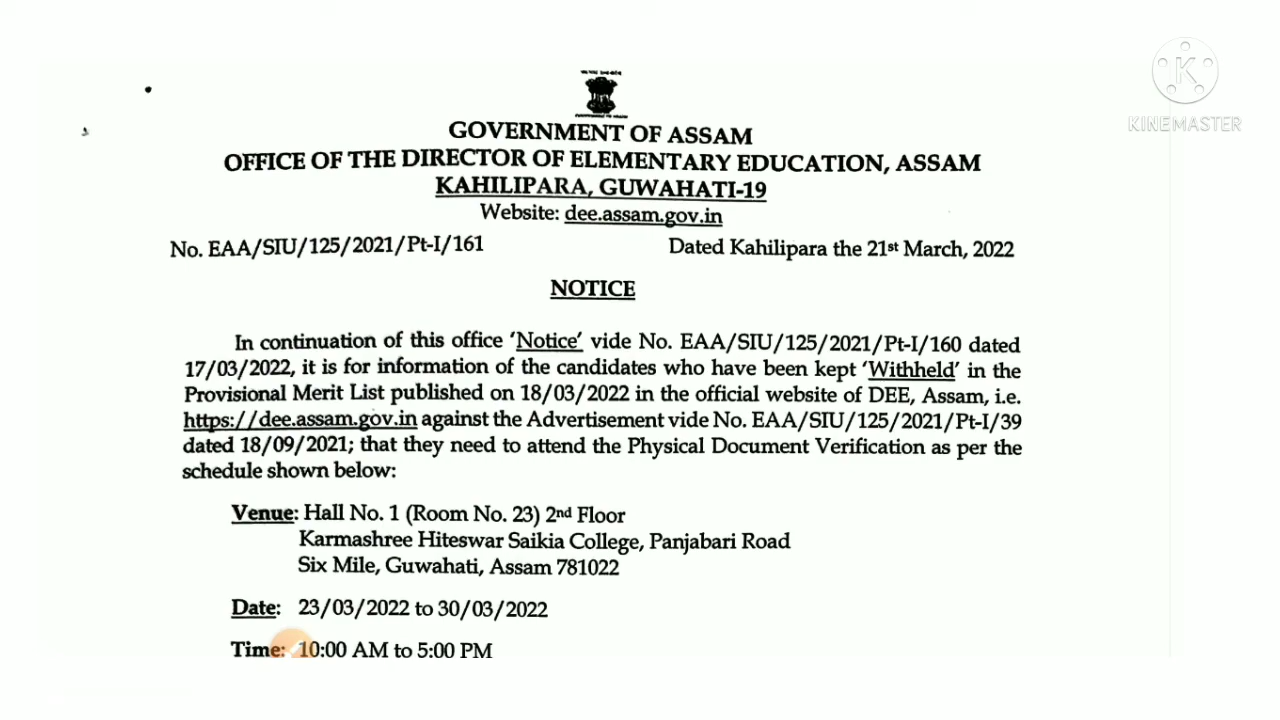 KINEMASTER
GOVERNMENT OF ASSAM
OFFICE OF THE DIRECTOR OF ELEMENTARY EDUCATION, ASSAM
KAHILIPARA, GUWAHATI-19
Website: dee.assam.gov.in
No. EAA/SIU/125/2021/Pt-I/161 Dated Kahilipara the 21st March, 2022
NOTICE
In continuation of this office 'Notice' vide No. EAA/SIU/125/2021/Pt-I/160 dated
17/03/2022, it is for information of the candidates who have been kept 'Withheld' in the
Provisional Merit List published on 18/03/2022 in the official website of DEE, Assam, i.e.
https://dee.assam.gov.in against the Advertisement vide No. EAA/SIU/125/2021/Pt-I/39
dated 18/09/2021; that they need to attend the Physical Document Verification as per the
schedule shown below:
Venue: Hall No. 1 (Room No. 23) 2nd Floor
Karmashree Hiteswar Saikia College, Panjabari Road
Six Mile, Guwahati, Assam 781022
Date: 23/03/2022 to 30/03/2022
Time: 10:00 AM to 5:00 PM